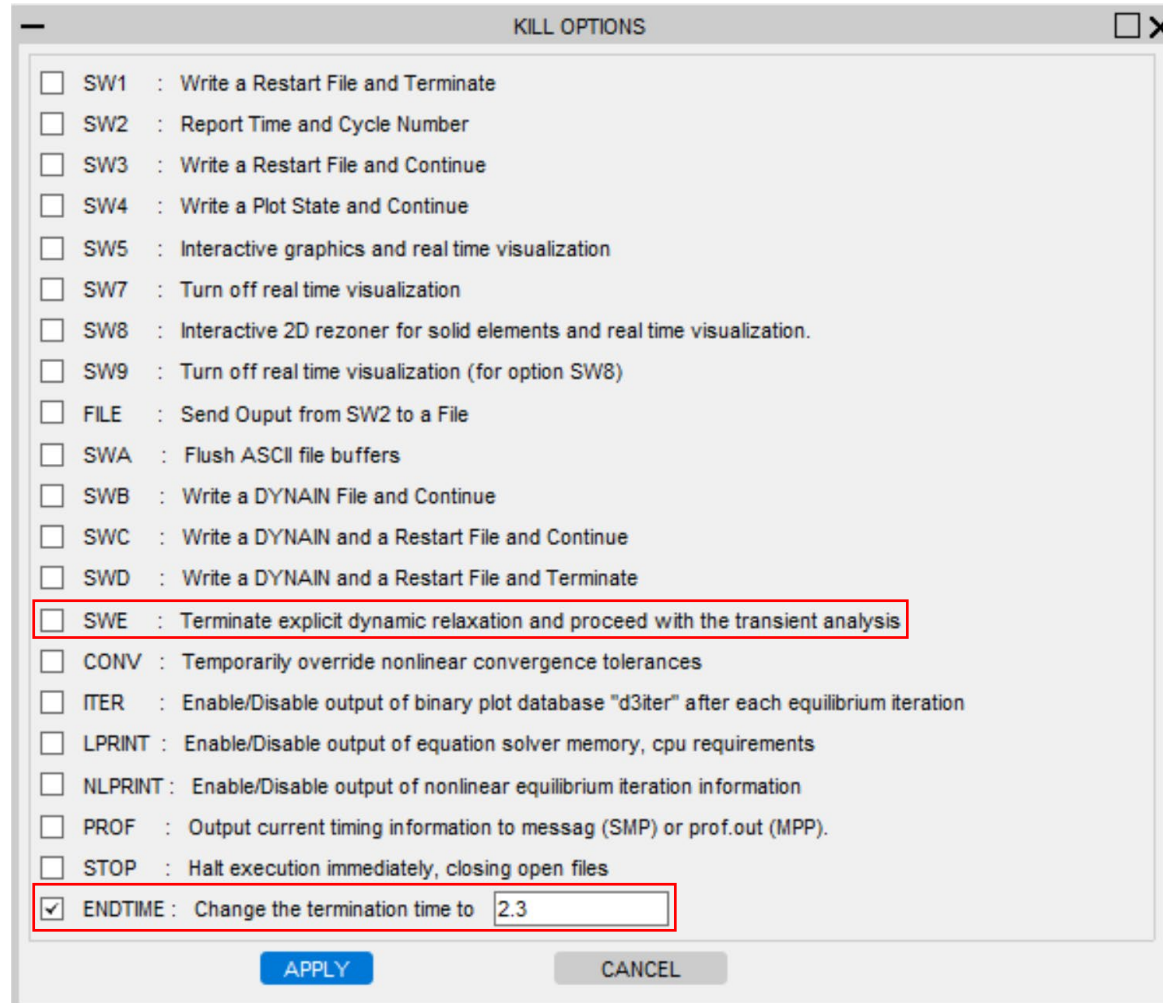 KILL OPTIONS
SW1 : Write a Restart File and Terminate
SW2 : Report Time and Cycle Number
SW3 : Write a Restart File and Continue
SW4 : Write a Plot State and Continue
SW5 : Interactive graphics and real time visualization
SW7 : Turn off real time visualization
SW8 : Interactive 2D rezoner for solid elements and real time visualization.
SW9 : Turn off real time visualization (for option SW8)
FILE : Send Ouput from SW2 to a File
SWA : Flush ASCII file buffers
SWB : Write a DYNAIN File and Continue
SWC : Write a DYNAIN and a Restart File and Continue
SWD : Write a DYNAIN and a Restart File and Terminate
SWE : Terminate explicit dynamic relaxation and proceed with the transient analysis
CONV : Temporarily override nonlinear convergence tolerances
ITER : Enable/Disable output of binary plot database "d3iter" after each equilibrium iteration
LPRINT : Enable/Disable output of equation solver memory, cpu requirements
NLPRINT : Enable/Disable output of nonlinear equilibrium iteration information
PROF : Output current timing information to messag (SMP) or prof.out (MPP).
STOP : Halt execution immediately, closing open files
ENDTIME : Change the termination time to 2.3
APPLY CANCEL